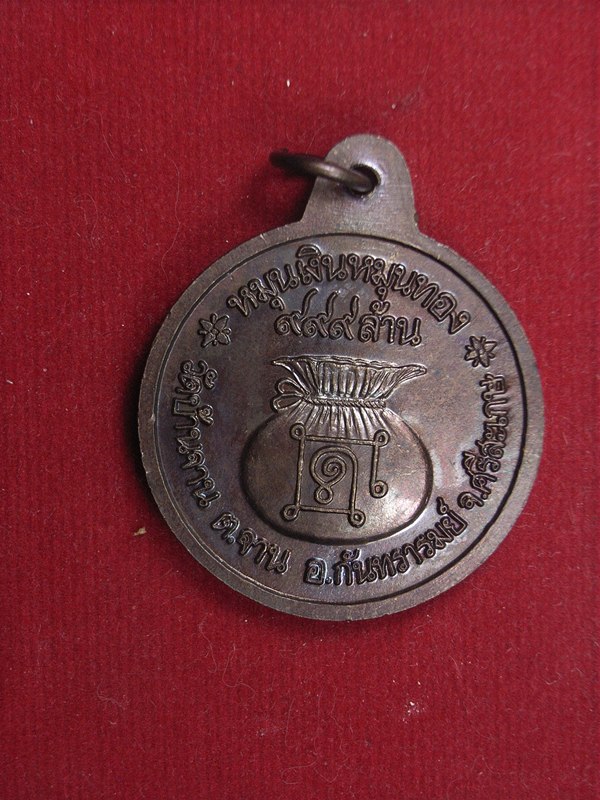 หมุนเงินหมุนทอง
๙๙๙ล้าน
วัดบ้านจาน ต.จาน อ.กันทรารมย์ จ.ศรีสะเกษ